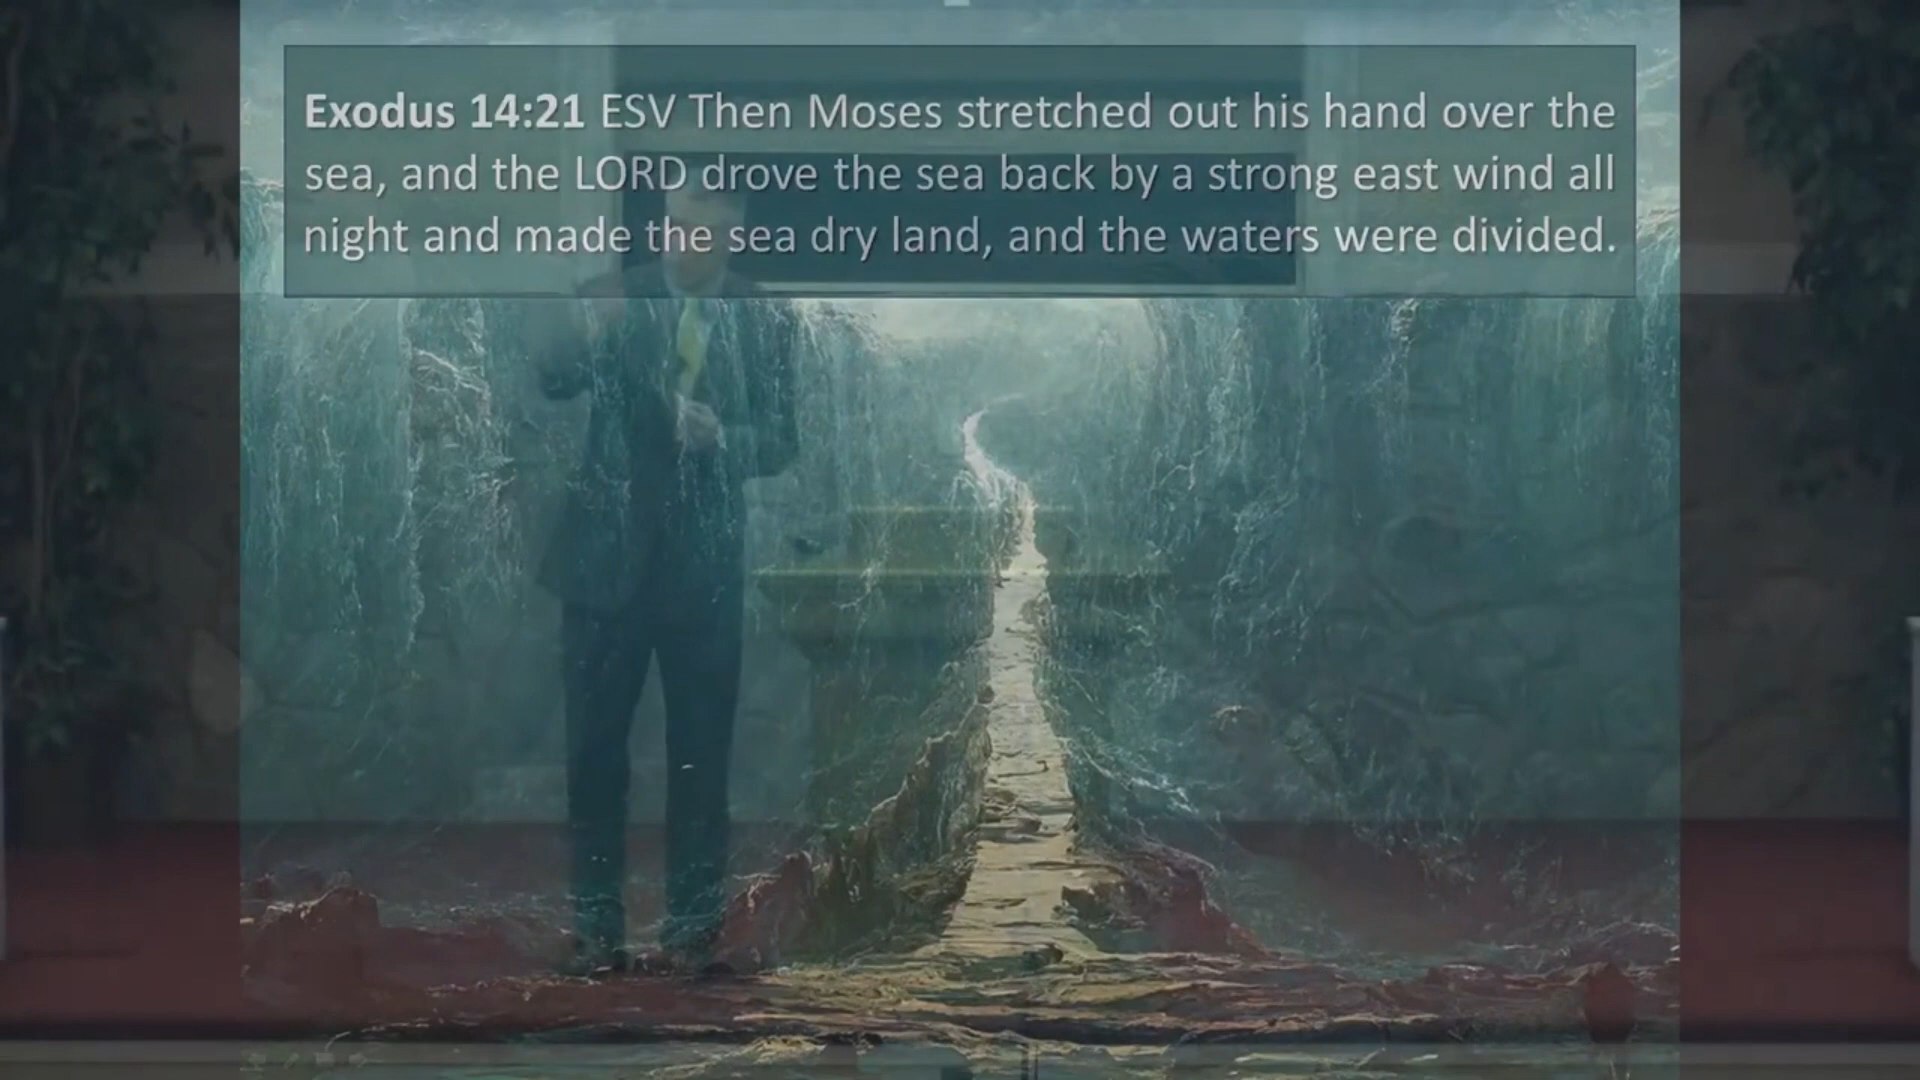 Exodus 14:21 ESV Then Moses stretched out his hand over the
sea, and the LORD drove the sea back by a strong east wind all
night and made the sea dry land, and the waters were divided.